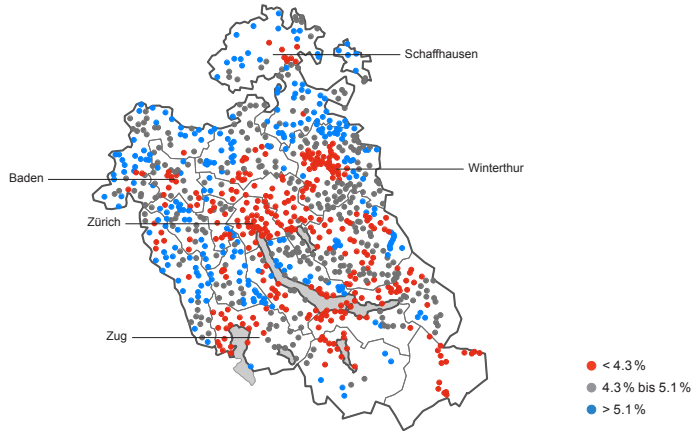 Schaffhausen
Winterthur
Baden
Zürich
Zug
< 4.3 %
4.3 % bis 5.1 %
> 5.1 %